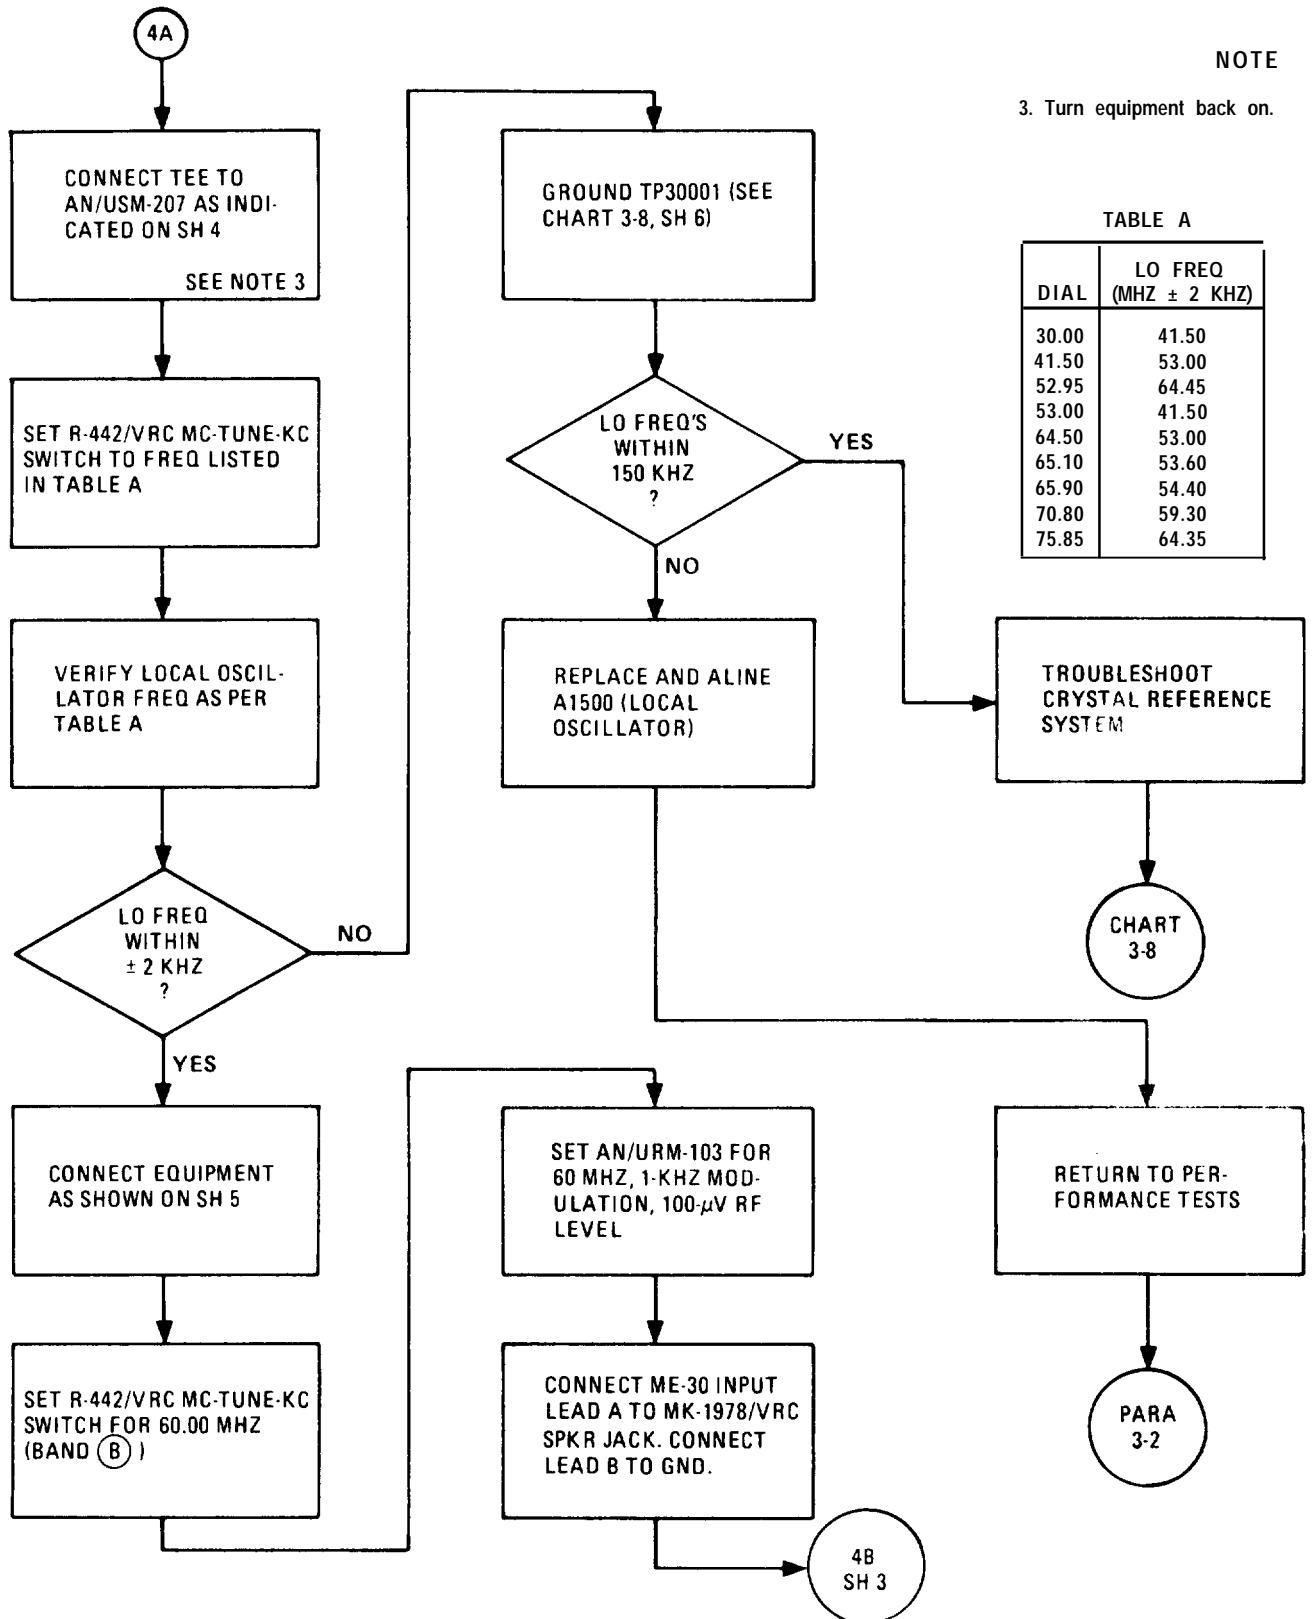 4A
CONNECT TEE TO
AN/USM-207 AS INDI-
CATED ON SH 4
SEE NOTE 3
SET R-442/VRC MC-TUNE-KC
SWITCH TO FREQ LISTED
IN TABLE A
VERIFY LOCAL OSCIL-
LATOR FREQ AS PER
TABLE A
LO FREQ
WITHIN
± 2 KHZ
?
NO
YES
CONNECT EQUIPMENT
AS SHOWN ON SH 5
SET R-442/VRC MC-TUNE-KC
SWITCH FOR 60.00 MHZ
(BAND B )
GROUND TP30001 (SEE
CHART 3-8, SH 6)
LO FREQ'S
WITHIN
150 KHZ
?
YES
NO
REPLACE AND ALINE
A1500 (LOCAL
OSCILLATOR)
SET AN/URM-103 FOR
60 MHZ, 1-KHZ MOD-
ULATION, 100-µV RF
LEVEL
CONNECT ME-30 INPUT
LEAD A TO MK-1978/VRC
SPKR JACK. CONNECT
LEAD B TO GND.
4B
SH 3
NOTE
3. Turn equipment back on.
TABLE A
DIAL LO FREQ
(MHZ ± 2 KHZ)
30.00 41.50
41.50 53.00
52.95 64.45
53.00 41.50
64.50 53.00
65.10 53.60
65.90 54.40
70.80 59.30
75.85 64.35
TROUBLESHOOT
CRYSTAL REFERENCE
SYSTEM
CHART
3-8
RETURN TO PER-
FORMANCE TESTS
PARA
3-2